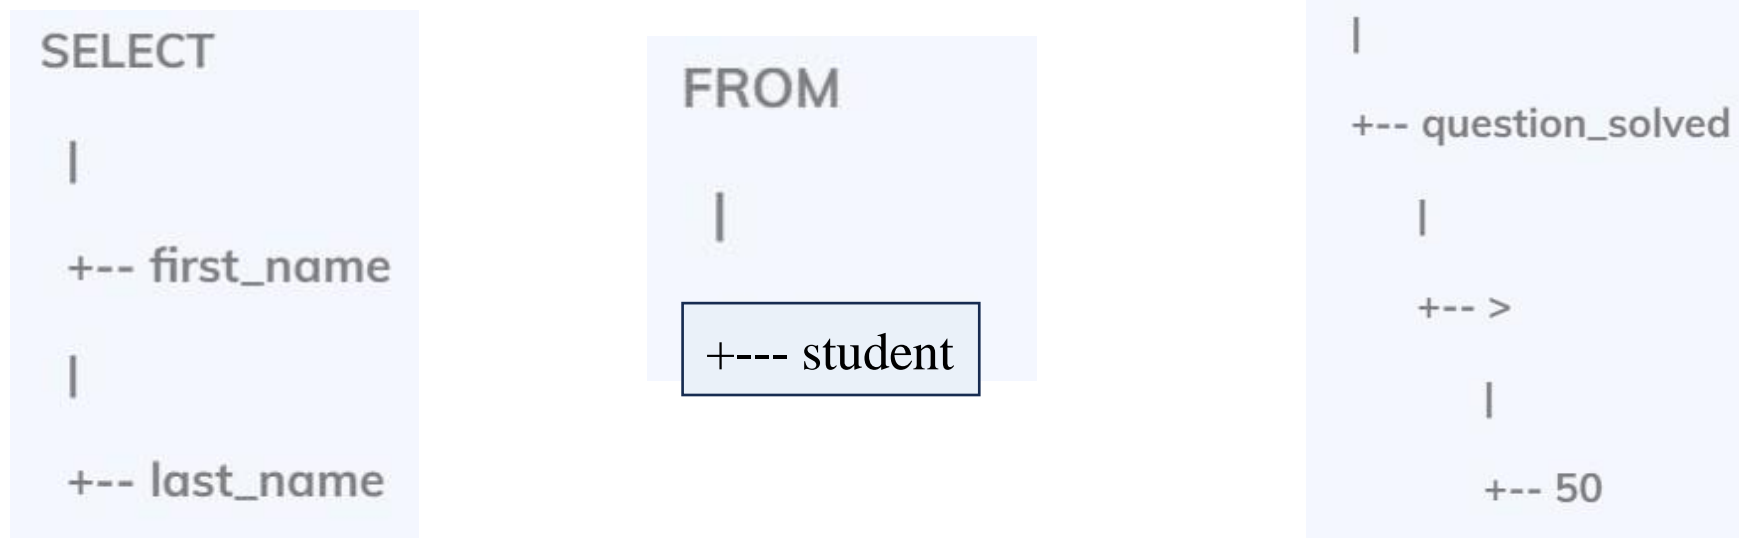 SELECT
|
+-- first_name
|
+-- last_name
FROM
|
+--- student
|
+-- question_solved
|
+-- >
|
+-- 50